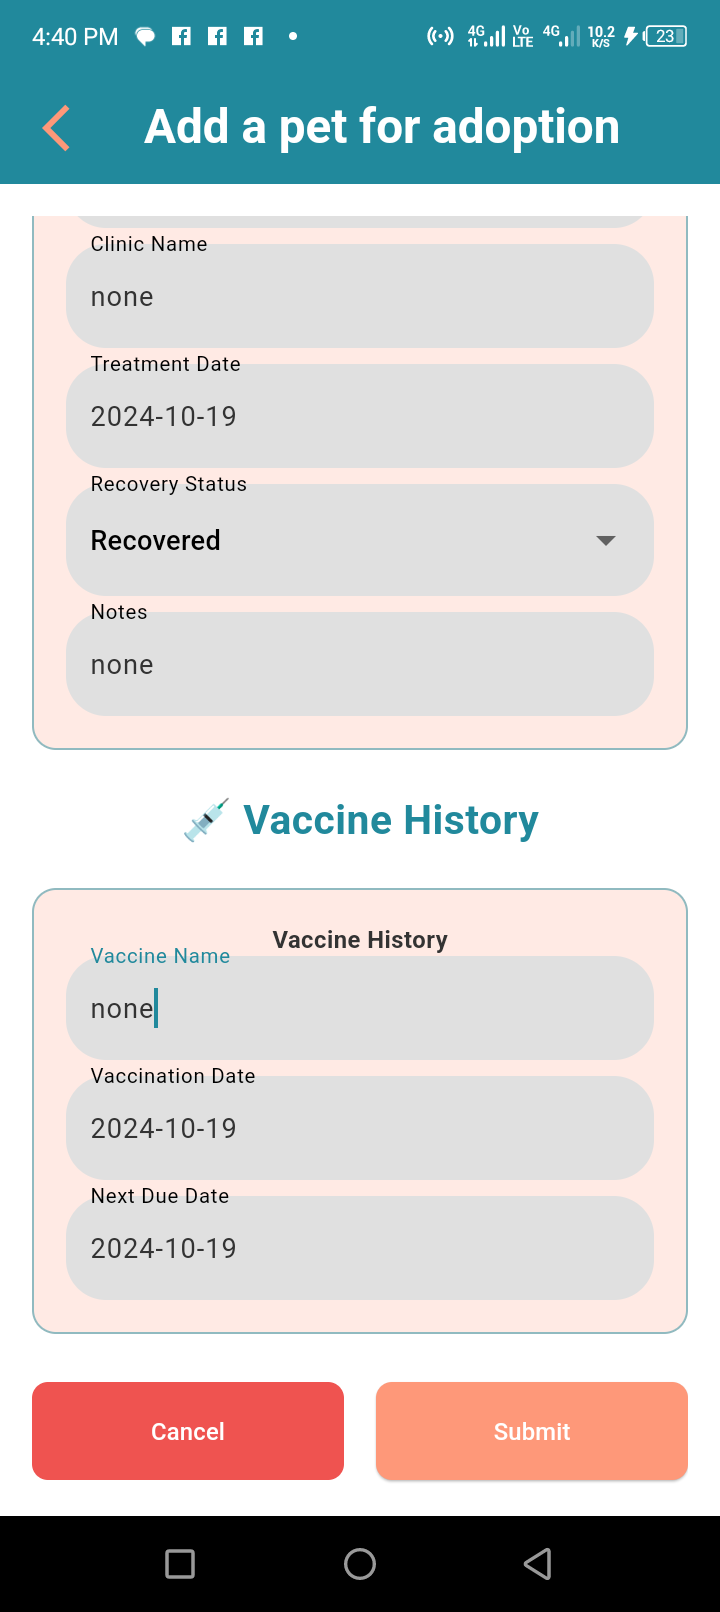 4:40 PM 4G Vo LTE 4G 10.2 K/S 23
Add a pet for adoption
Clinic Name
none
Treatment Date
2024-10-19
Recovery Status
Recovered
Notes
none
Vaccine History
Vaccine History
Vaccine Name
none
Vaccination Date
2024-10-19
Next Due Date
2024-10-19
Cancel Submit